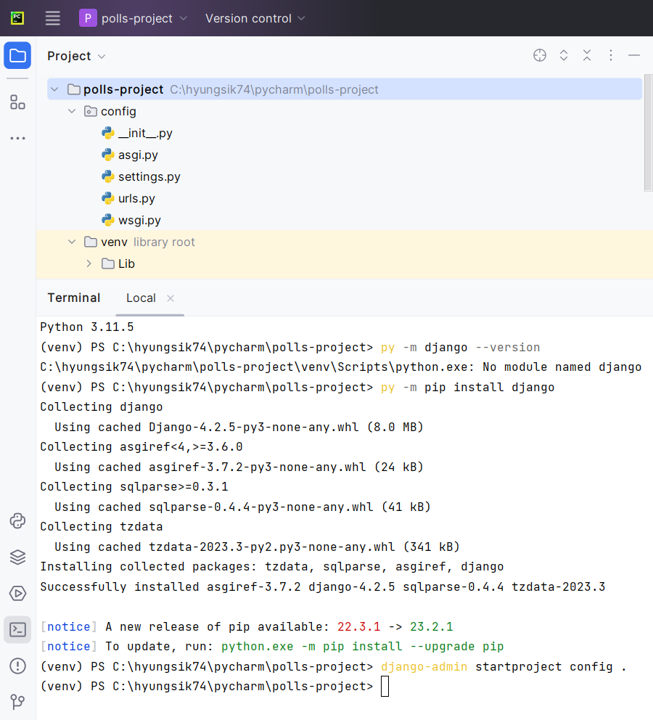 PC
P polls-project Version control
Project
polls-project C:\hyungsik74\pycharm\polls-project
config
__init__.py
asgi.py
settings.py
urls.py
wsgi.py
venv library root
Lib
Terminal Local
Python 3.11.5
(venv) PS C:\hyungsik74\pycharm\polls-project> py -m django --version
C:\hyungsik74\pycharm\polls-project\venv\Scripts\python.exe: No module named django
(venv) PS C:\hyungsik74\pycharm\polls-project> py -m pip install django
Collecting django
  Using cached Django-4.2.5-py3-none-any.whl (8.0 MB)
Collecting asgiref<4,>=3.6.0
  Using cached asgiref-3.7.2-py3-none-any.whl (24 kB)
Collecting sqlparse>=0.3.1
  Using cached sqlparse-0.4.4-py3-none-any.whl (41 kB)
Collecting tzdata
  Using cached tzdata-2023.3-py2.py3-none-any.whl (341 kB)
Installing collected packages: tzdata, sqlparse, asgiref, django
Successfully installed asgiref-3.7.2 django-4.2.5 sqlparse-0.4.4 tzdata-2023.3
[notice] A new release of pip available: 22.3.1 -> 23.2.1
[notice] To update, run: python.exe -m pip install --upgrade pip
(venv) PS C:\hyungsik74\pycharm\polls-project> django-admin startproject config .
(venv) PS C:\hyungsik74\pycharm\polls-project>